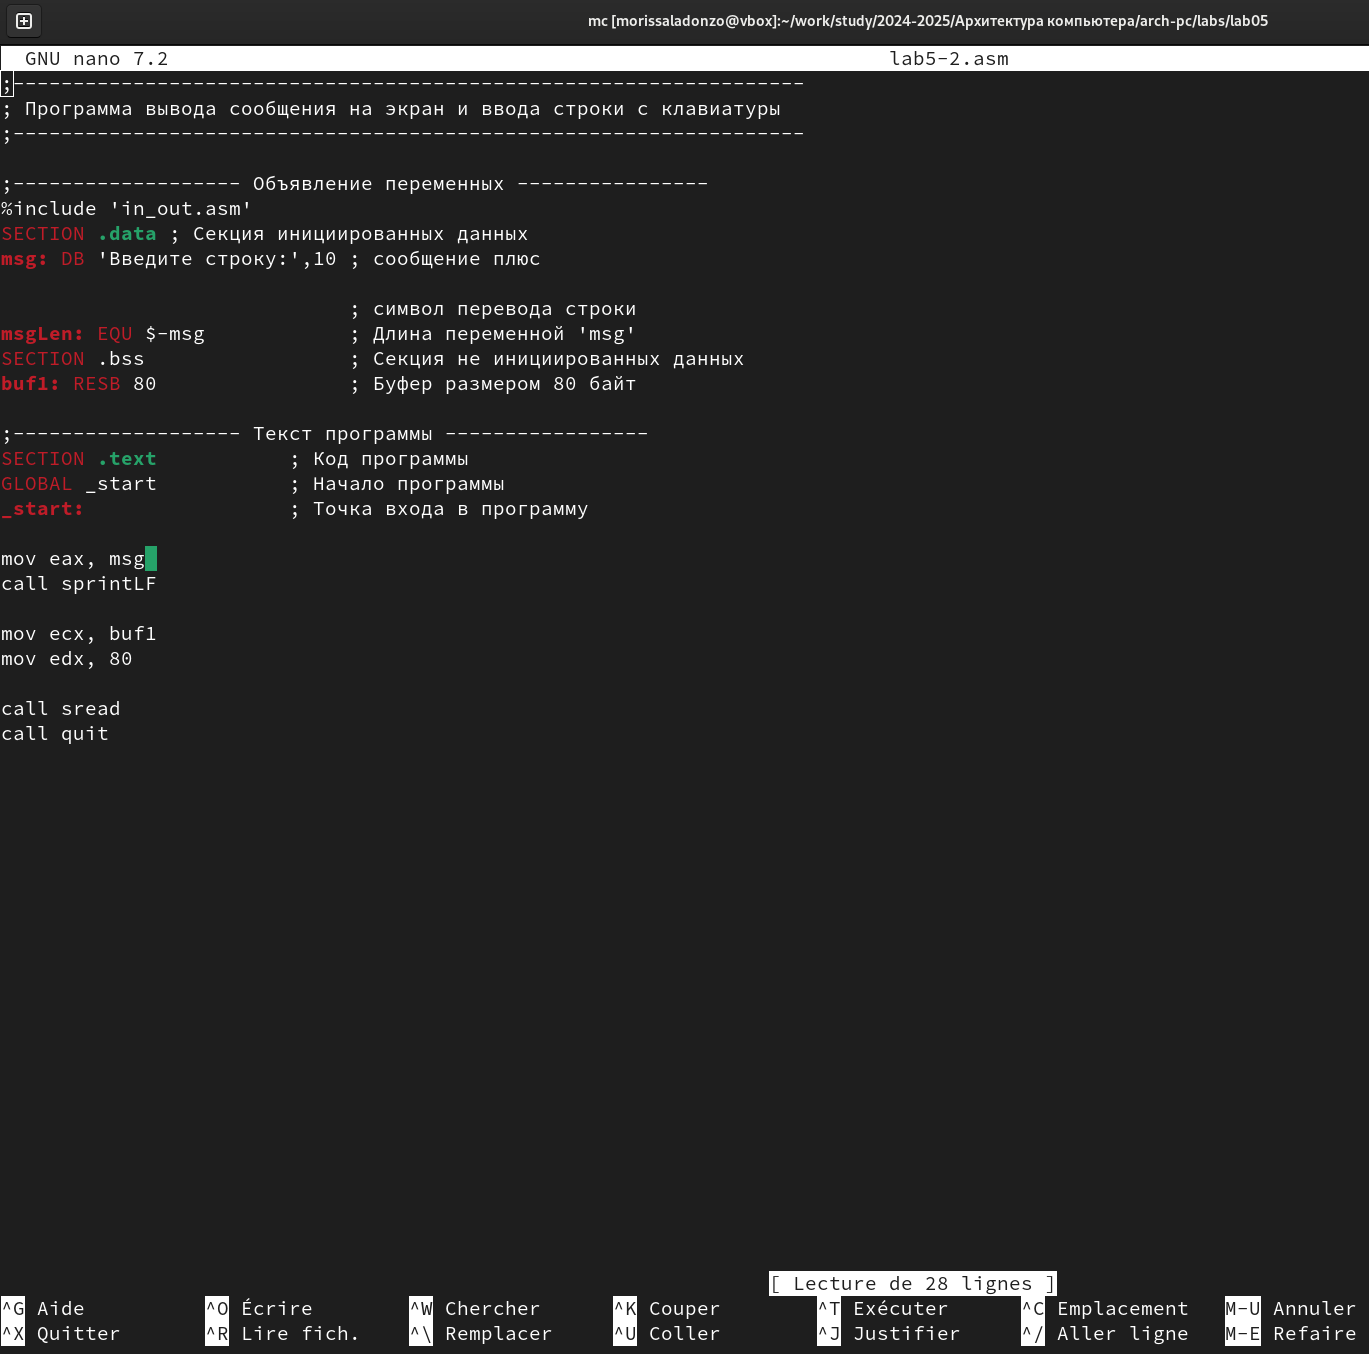 mc [morissaladonzo@vbox]:~/work/study/2024-2025/Архитектура компьютера/arch-pc/labs/lab05
GNU nano 7.2 lab5-2.asm
;------------------------------------------------------------------
; Программа вывода сообщения на экран и ввода строки с клавиатуры
;------------------------------------------------------------------
;------------------- Объявление переменных ----------------
%include 'in_out.asm'
SECTION .data ; Секция инициированных данных
msg: DB 'Введите строку:',10 ; сообщение плюс
; символ перевода строки
msgLen: EQU $-msg ; Длина переменной 'msg'
SECTION .bss ; Секция не инициированных данных
buf1: RESB 80 ; Буфер размером 80 байт
;------------------- Текст программы -----------------
SECTION .text ; Код программы
GLOBAL _start ; Начало программы
_start: ; Точка входа в программу
mov eax, msg
call sprintLF
mov ecx, buf1
mov edx, 80
call sread
call quit
[ Lecture de 28 lignes ]
^G Aide ^O Écrire ^W Chercher ^K Couper ^T Exécuter ^C Emplacement M-U Annuler
^X Quitter ^R Lire fich. ^\ Remplacer ^U Coller ^J Justifier ^/ Aller ligne M-E Refaire